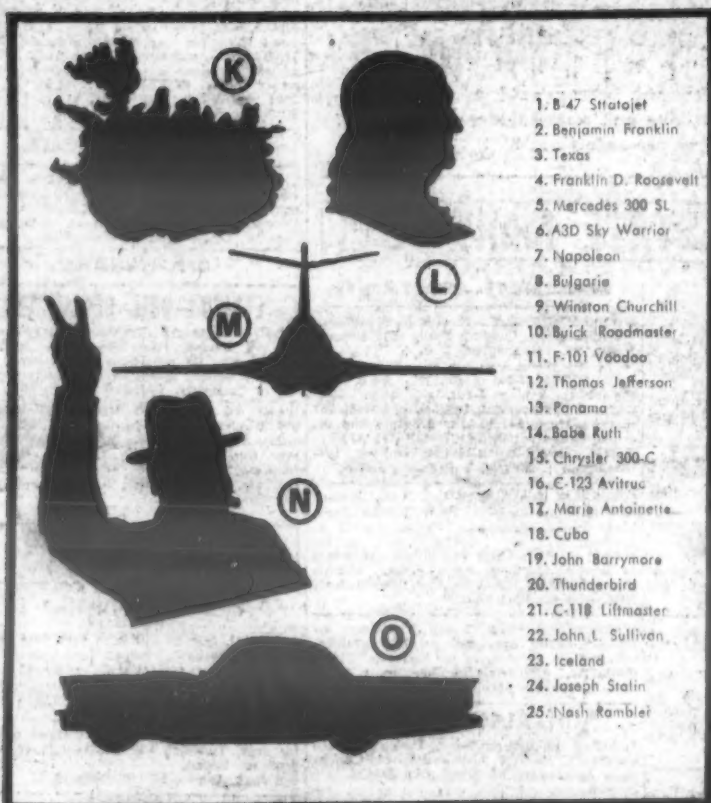 K
L
M
N
O
1. B-47 Stratojet
2. Benjamin Franklin
3. Texas
4. Franklin D. Roosevelt
5. Mercedes 300 SL
6. A3D Sky Warrior
7. Napoleon
8. Bulgaria
9. Winston Churchill
10. Buick Roadmaster
11. F-101 Voodoo
12. Thomas Jefferson
13. Panama
14. Babe Ruth
15. Chrysler 300-C
16. C-123 Avitruc
17. Marie Antoinette
18. Cuba
19. John Barrymore
20. Thunderbird
21. C-118 Liftmaster
22. John L. Sullivan
23. Iceland
24. Joseph Stalin
25. Nash Rambler